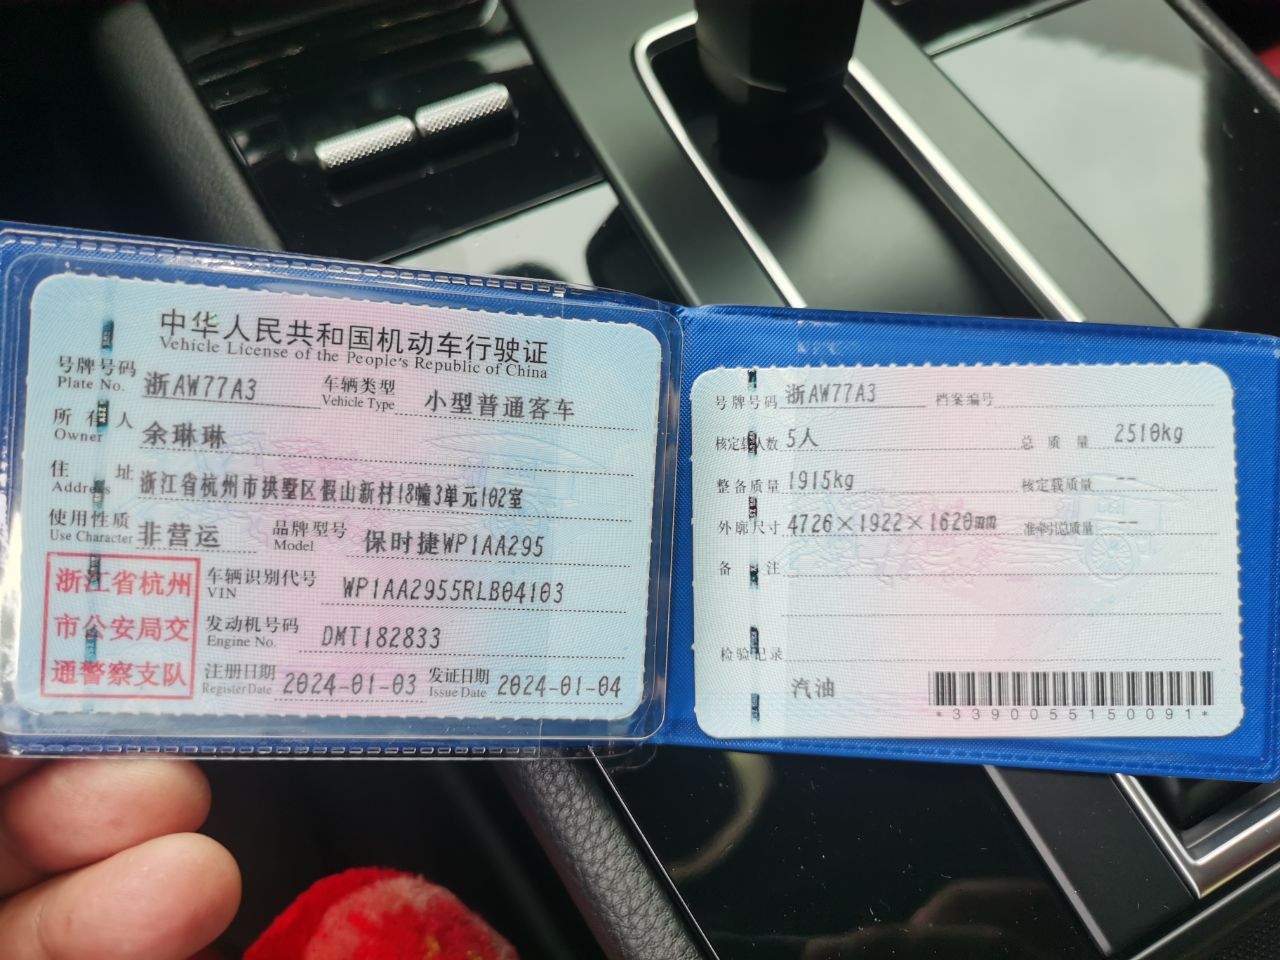 中华人民共和国机动车行驶证
Vehicle License of the People's Republic of China
号牌号码 浙AW77A3 车辆类型 小型普通客车
Plate No. Vehicle Type
所有人 余琳琳
Owner
住址 浙江省杭州市拱墅区假山新村18幢3单元102室
Address
使用性质 非营运 品牌型号 保时捷WP1AA295
Use Character Model
浙江省杭州
市公安局交
通警察支队
车辆识别代号 WP1AA2955RLB04103
VIN
发动机号码 DMT182833
Engine No.
注册日期 2024-01-03 发证日期 2024-01-04
Register Date Issue Date
号牌号码 浙AW77A3 档案编号
核定载人数 5人 总质量 2510kg
整备质量 1915kg 核定载质量 --
外廓尺寸 4726×1922×1620mm 准牵引总质量 --
备注
检验记录
汽油
*3390055150091*